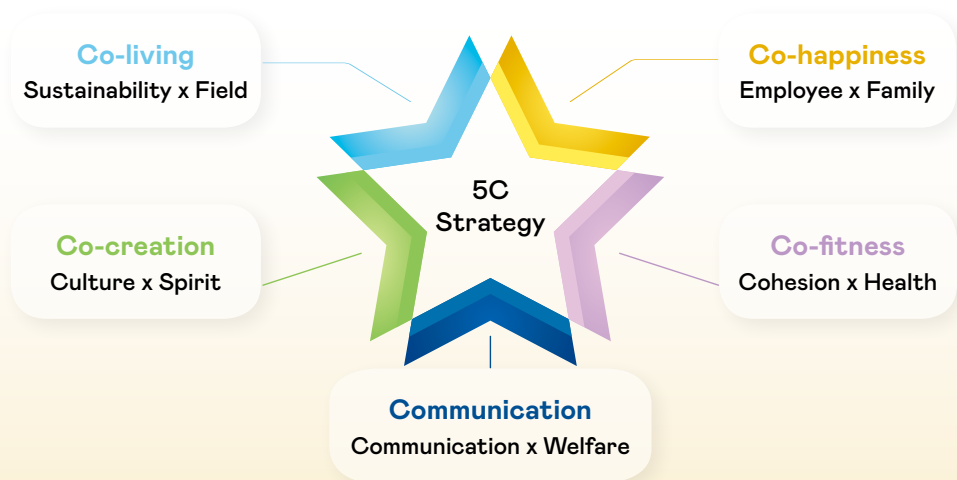 Co-living
Sustainability x Field
Co-happiness
Employee x Family
5C
Strategy
Co-creation
Culture x Spirit
Co-fitness
Cohesion x Health
Communication
Communication x Welfare